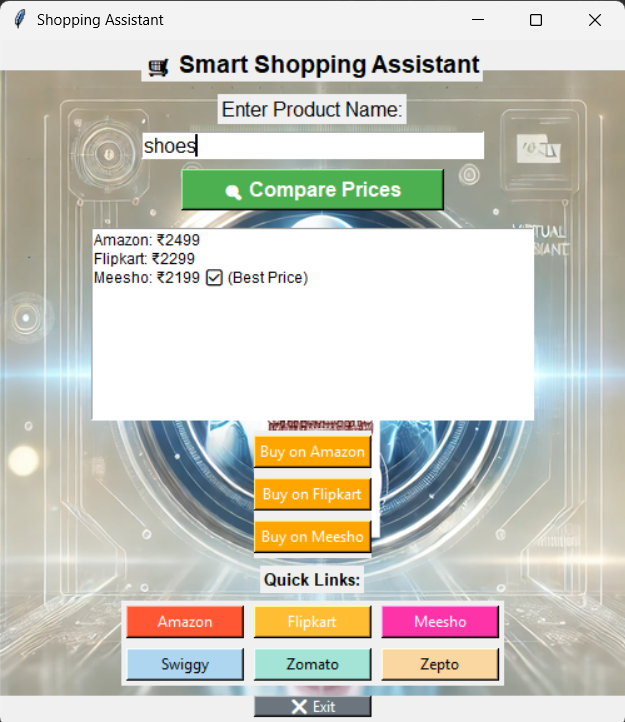 Shopping Assistant
Smart Shopping Assistant
Enter Product Name:
shoes
Compare Prices
Amazon: ₹2499
Flipkart: ₹2299
Meesho: ₹2199 ☑ (Best Price)
Buy on Amazon
Buy on Flipkart
Buy on Meesho
Quick Links:
Amazon Flipkart Meesho
Swiggy Zomato Zepto
Exit